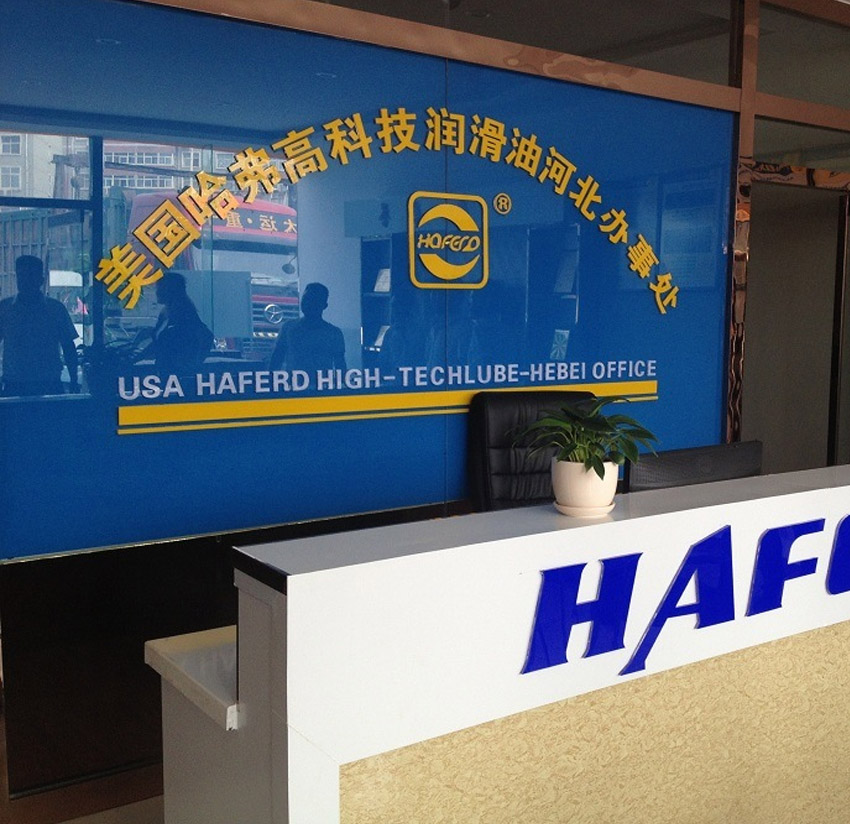 美国哈弗高科技润滑油河北办事处
HAFERD ®
USA HAFERD HIGH-TECHLUBE-HEBEI OFFICE
HAFE